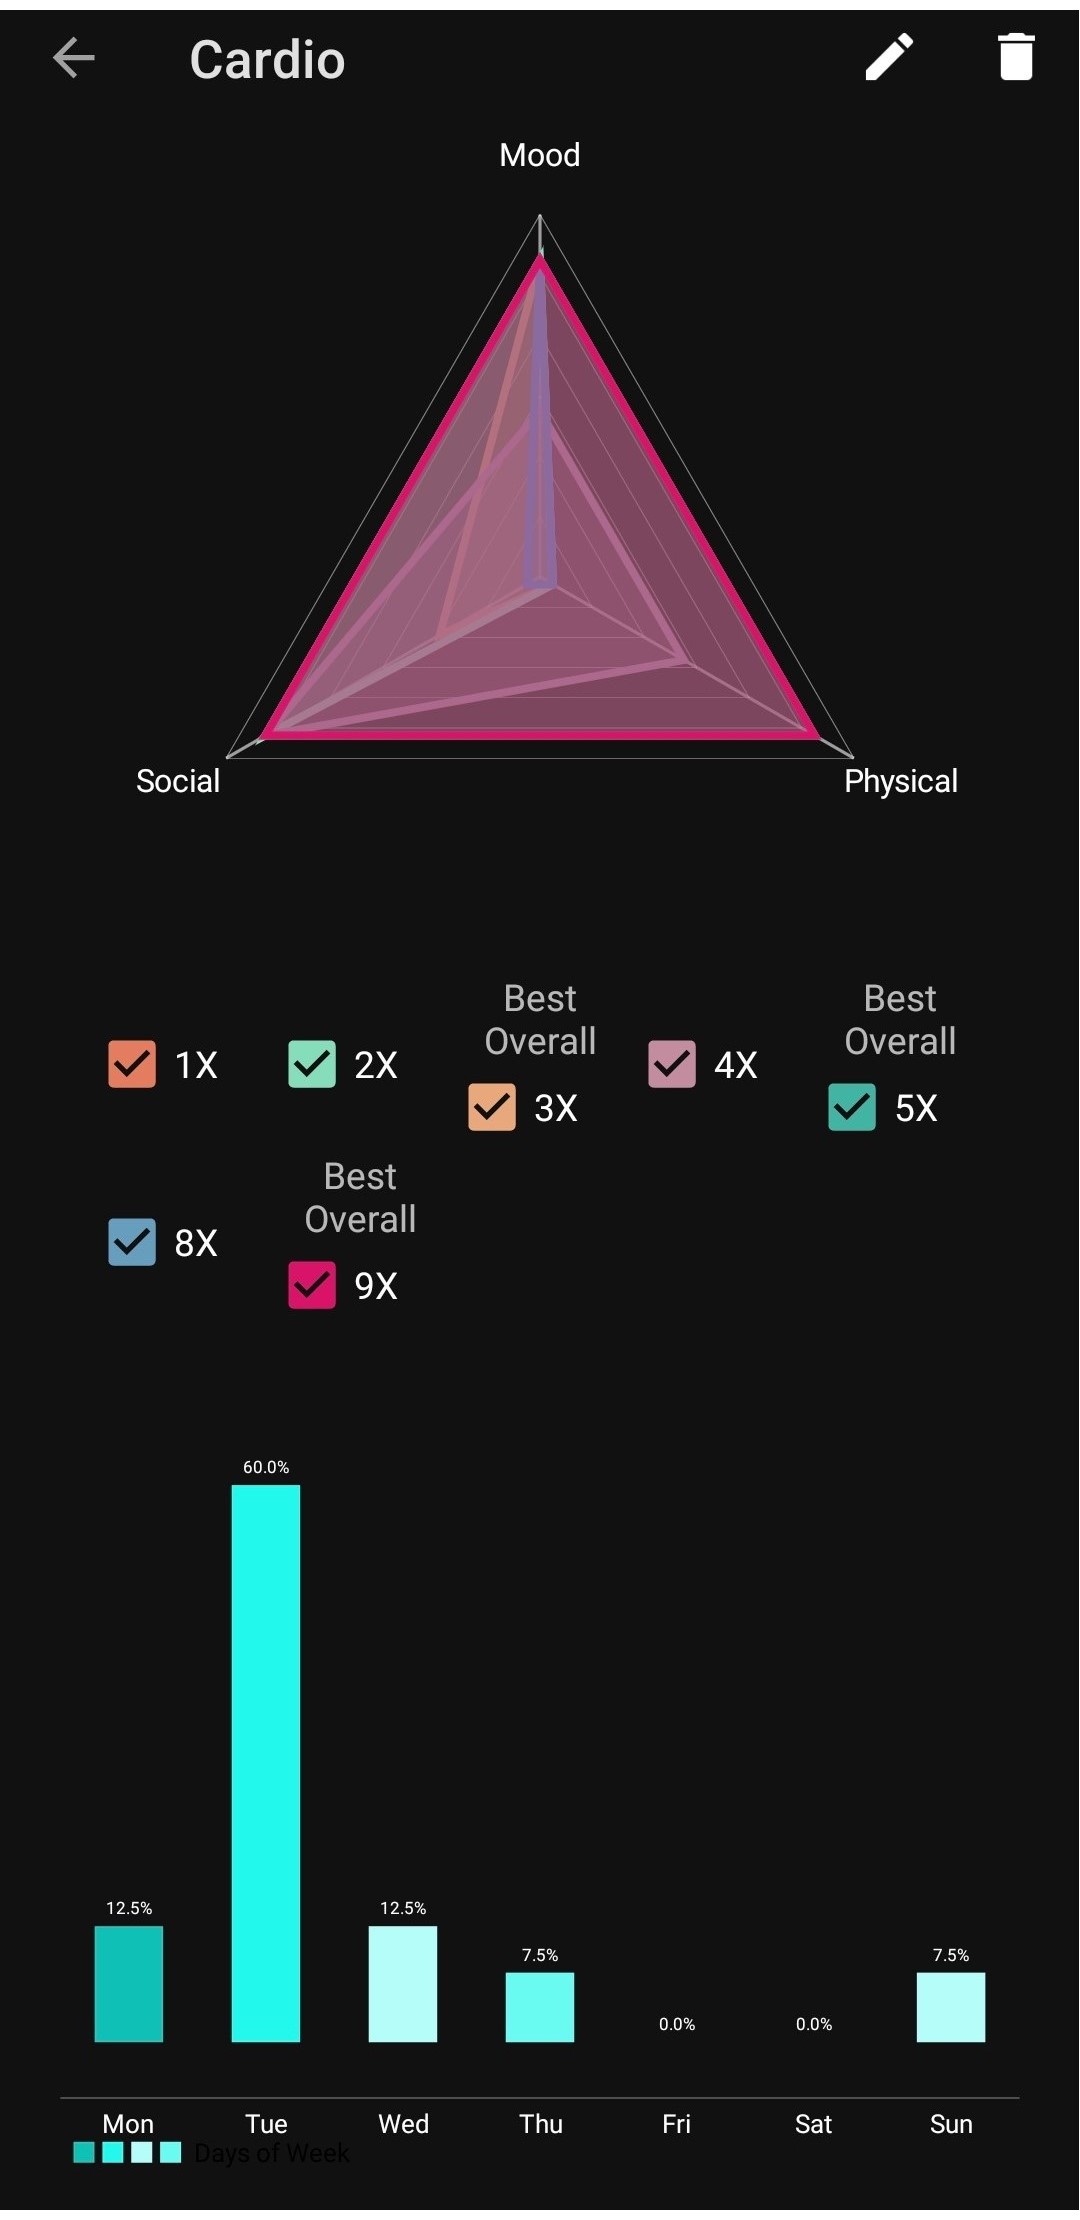 Cardio
Mood
Social
Physical
Best
Overall
Best
Overall
1X
2X
3X
4X
5X
Best
Overall
8X
9X
60.0%
12.5%
12.5%
7.5%
0.0%
0.0%
7.5%
Mon
Tue
Wed
Thu
Fri
Sat
Sun
Days of Week